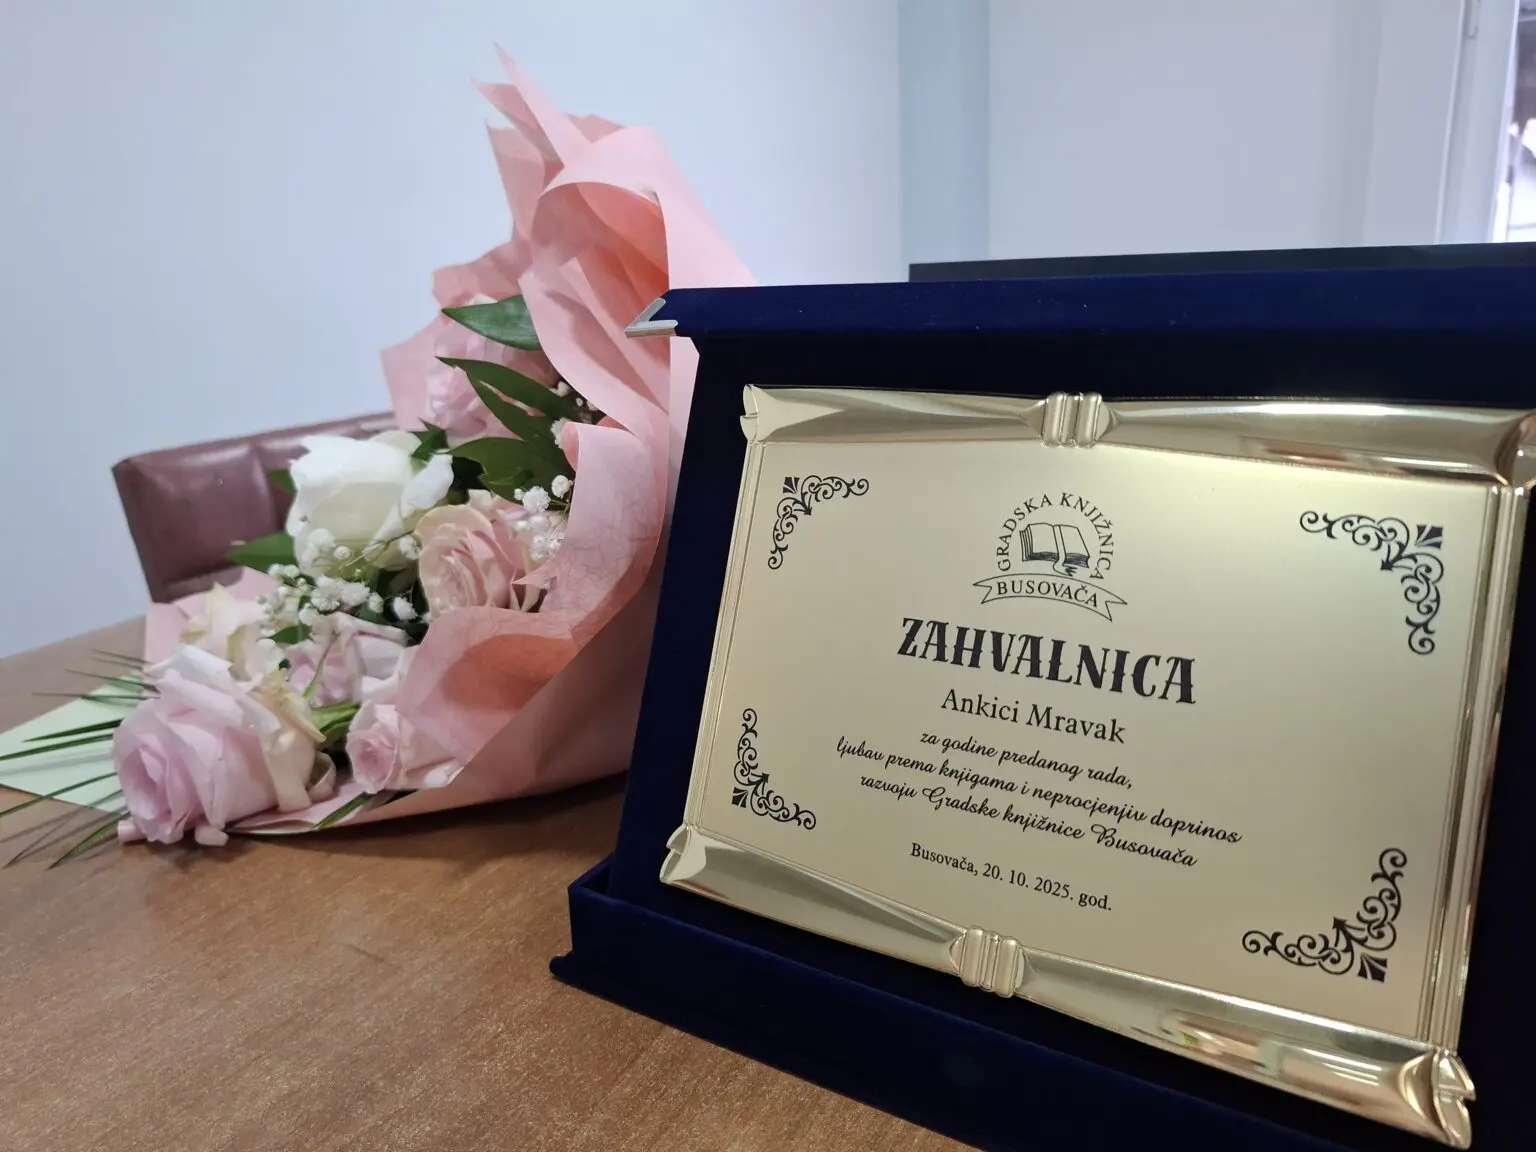 GRADSKA KNJIŽNICA
BUSOVAČA
ZAHVALNICA
Ankici Mravak
za godine predanog rada,
ljubav prema knjigama i neprocjenjiv doprinos
razvoju Gradske knjižnice Busovača
Busovača, 20. 10. 2025. god.